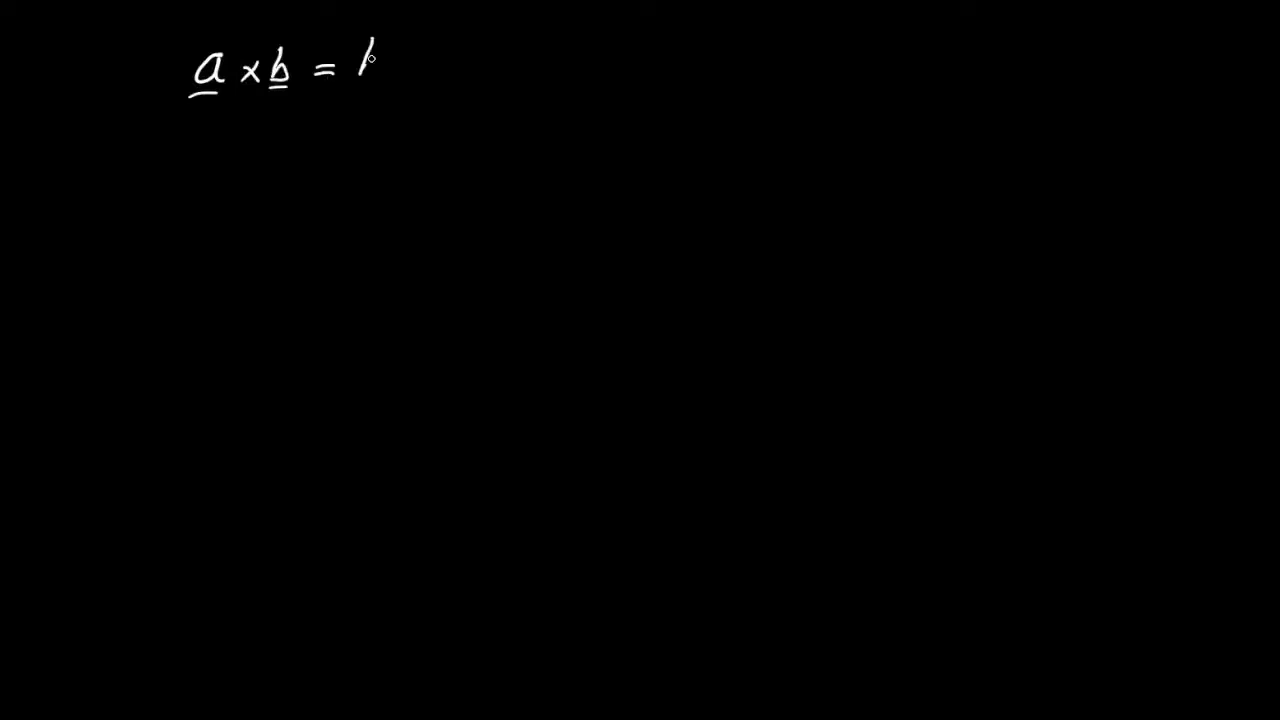 a × b =